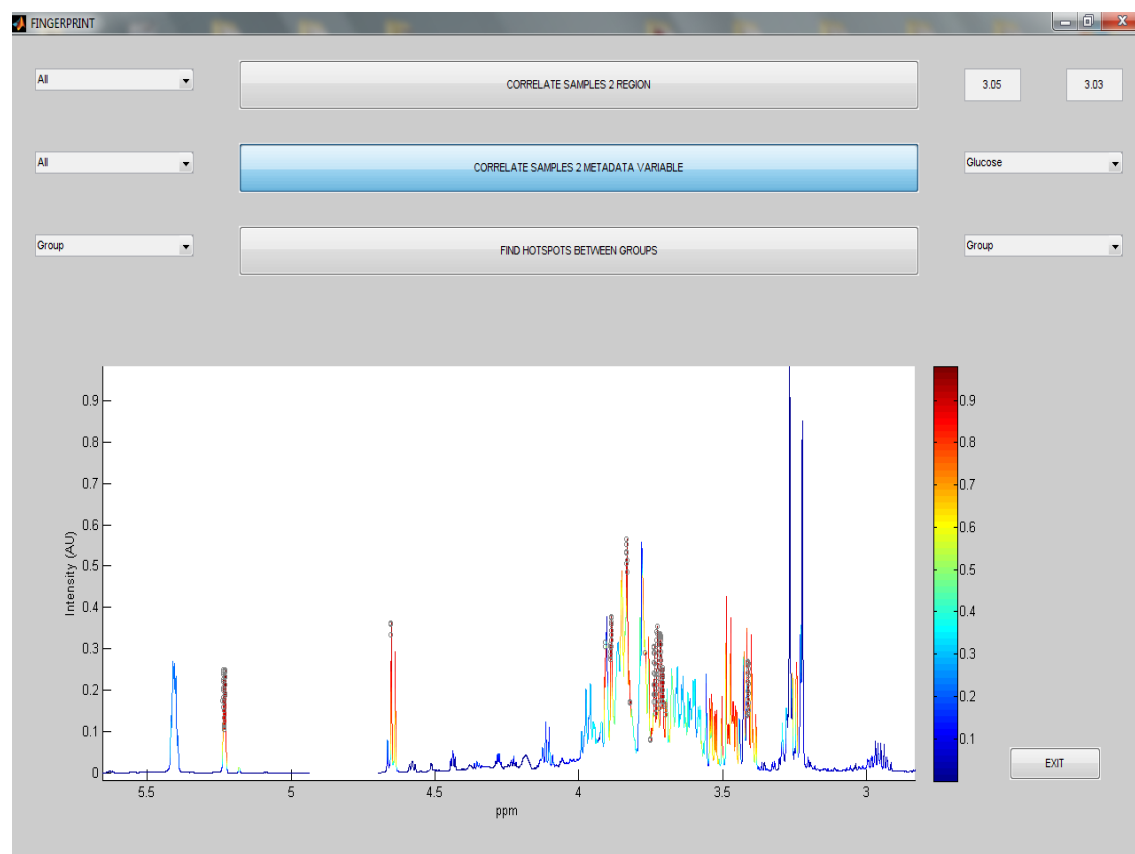 FINGERPRINT
All
CORRELATE SAMPLES 2 REGION
3.05
3.03
All
CORRELATE SAMPLES 2 METADATA VARIABLE
Glucose
Group
FIND HOTSPOTS BETWEEN GROUPS
Group
0.9
0.8
0.7
0.6
0.5
0.4
0.3
0.2
0.1
0
Intensity (AU)
5.5
5
4.5
4
3.5
3
ppm
0.9
0.8
0.7
0.6
0.5
0.4
0.3
0.2
0.1
EXIT